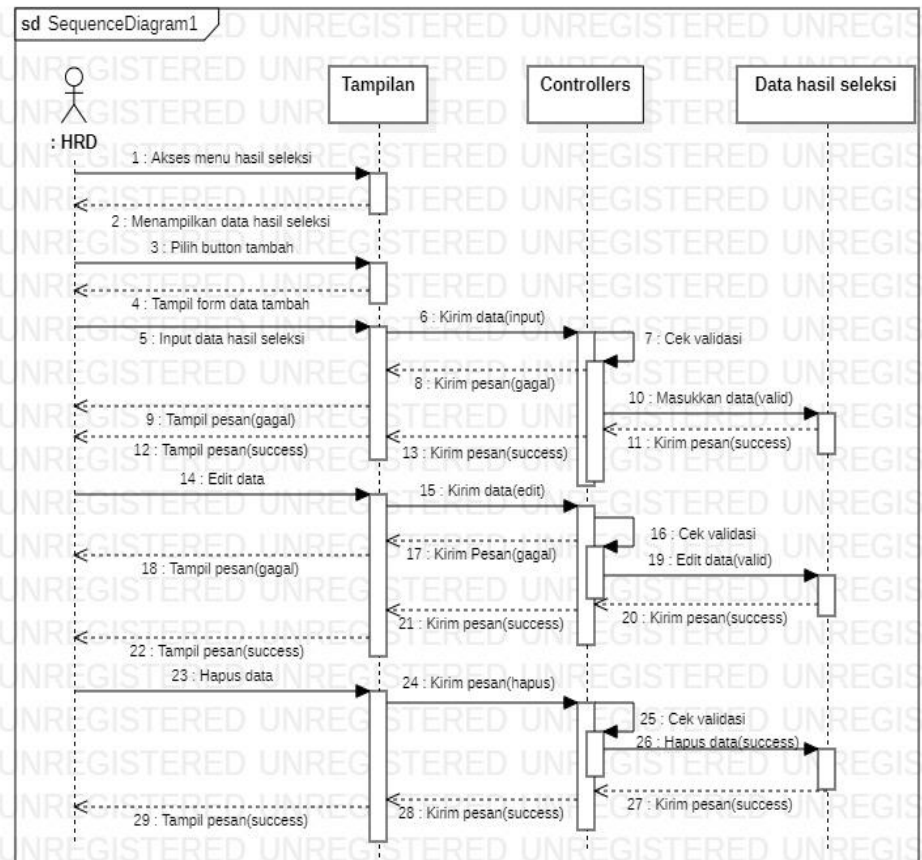 sd SequenceDiagram1
Tampilan
Controllers
Data hasil seleksi
: HRD
1 : Akses menu hasil seleksi
2 : Menampilkan data hasil seleksi
3 : Pilih button tambah
4 : Tampil form data tambah
5 : Input data hasil seleksi
6 : Kirim data(input)
7 : Cek validasi
8 : Kirim pesan(gagal)
9 : Tampil pesan(gagal)
10 : Masukkan data(valid)
11 : Kirim pesan(success)
12 : Tampil pesan(success)
13 : Kirim pesan(success)
14 : Edit data
15 : Kirim data(edit)
16 : Cek validasi
17 : Kirim Pesan(gagal)
18 : Tampil pesan(gagal)
19 : Edit data(valid)
20 : Kirim pesan(success)
21 : Kirim pesan(success)
22 : Tampil pesan(success)
23 : Hapus data
24 : Kirim pesan(hapus)
25 : Cek validasi
26 : Hapus data(success)
27 : Kirim pesan(success)
28 : Kirim pesan(success)
29 : Tampil pesan(success)
UNREGISTERED